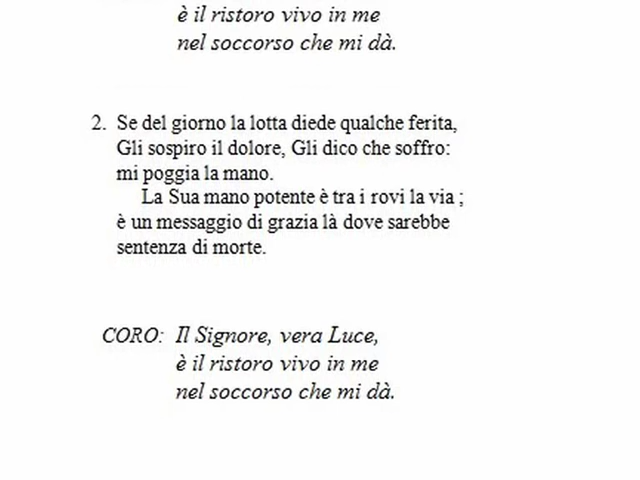 è il ristoro vivo in me
nel soccorso che mi dà.
2. Se del giorno la lotta diede qualche ferita,
Gli sospiro il dolore, Gli dico che soffro:
mi poggia la mano.
La Sua mano potente è tra i rovi la via ;
è un messaggio di grazia là dove sarebbe
sentenza di morte.
CORO: Il Signore, vera Luce,
è il ristoro vivo in me
nel soccorso che mi dà.